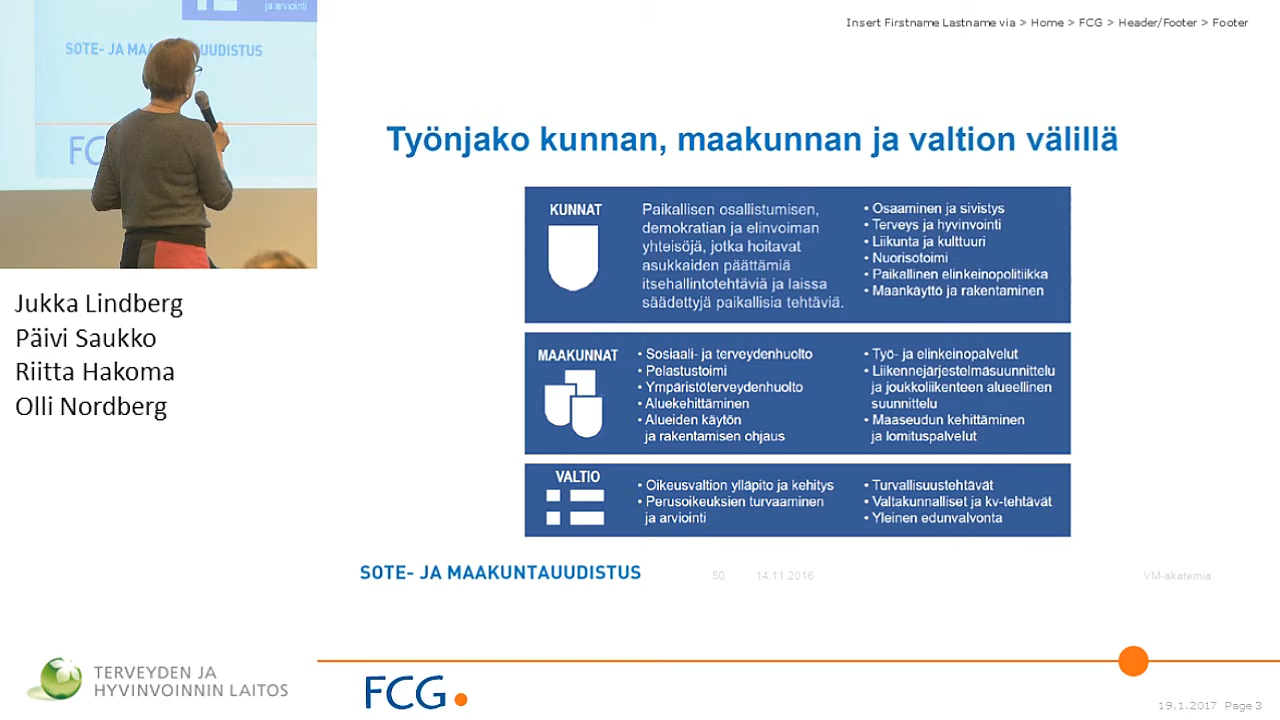 ja arviointi
SOTE- JA MAA UUDISTUS
FC
Insert Firstname Lastname via > Home > FCG > Header/Footer > Footer
Jukka Lindberg
Päivi Saukko
Riitta Hakoma
Olli Nordberg
Työnjako kunnan, maakunnan ja valtion välillä
KUNNAT
Paikallisen osallistumisen,
demokratian ja elinvoiman
yhteisöjä, jotka hoitavat
asukkaiden päättämiä
itsehallintotehtäviä ja laissa
säädettyjä paikallisia tehtäviä.
• Osaaminen ja sivistys
• Terveys ja hyvinvointi
• Liikunta ja kulttuuri
• Nuorisotoimi
• Paikallinen elinkeinopolitiikka
• Maankäyttö ja rakentaminen
MAAKUNNAT
• Sosiaali- ja terveydenhuolto
• Pelastustoimi
• Ympäristöterveydenhuolto
• Aluekehittäminen
• Alueiden käytön
ja rakentamisen ohjaus
• Työ- ja elinkeinopalvelut
• Liikennejärjestelmäsuunnittelu
ja joukkoliikenteen alueellinen
suunnittelu
• Maaseudun kehittäminen
ja lomituspalvelut
VALTIO
• Oikeusvaltion ylläpito ja kehitys
• Perusoikeuksien turvaaminen
ja arviointi
• Turvallisuustehtävät
• Valtakunnalliset ja kv-tehtävät
• Yleinen edunvalvonta
SOTE- JA MAAKUNTAUUDISTUS
50 14.11.2016 VM-akatemia
TERVEYDEN JA
HYVINVOINNIN LAITOS
FCG
19.1.2017 Page 3